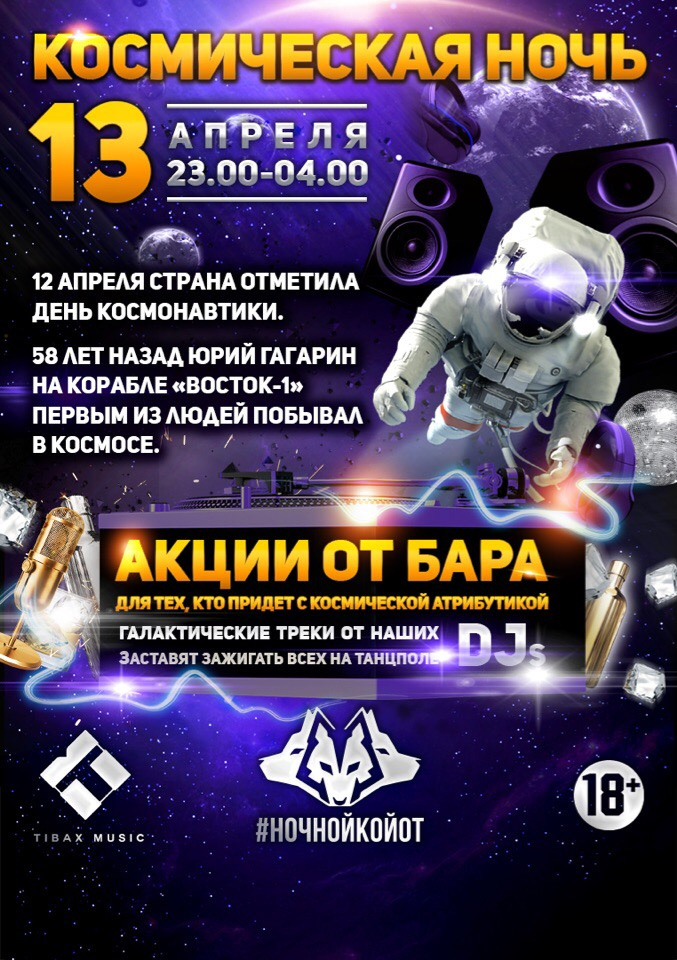 КОСМИЧЕСКАЯ НОЧЬ
13
АПРЕЛЯ
23.00-04.00
12 АПРЕЛЯ СТРАНА ОТМЕТИЛА
ДЕНЬ КОСМОНАВТИКИ.
58 ЛЕТ НАЗАД ЮРИЙ ГАГАРИН
НА КОРАБЛЕ «ВОСТОК-1»
ПЕРВЫМ ИЗ ЛЮДЕЙ ПОБЫВАЛ
В КОСМОСЕ.
АКЦИИ ОТ БАРА
ДЛЯ ТЕХ, КТО ПРИДЕТ С КОСМИЧЕСКОЙ АТРИБУТИКОЙ
ГАЛАКТИЧЕСКИЕ ТРЕКИ ОТ НАШИХ DJs
ЗАСТАВЯТ ЗАЖИГАТЬ ВСЕХ НА ТАНЦПОЛЕ
TIBAX MUSIC
#НОЧНОЙКОЙОТ
18+